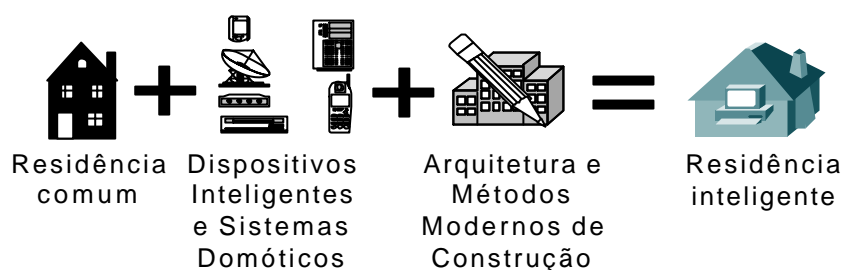 Residência
comum
Dispositivos
Inteligentes
e Sistemas
Domóticos
Arquitetura e
Métodos
Modernos de
Construção
Residência
inteligente